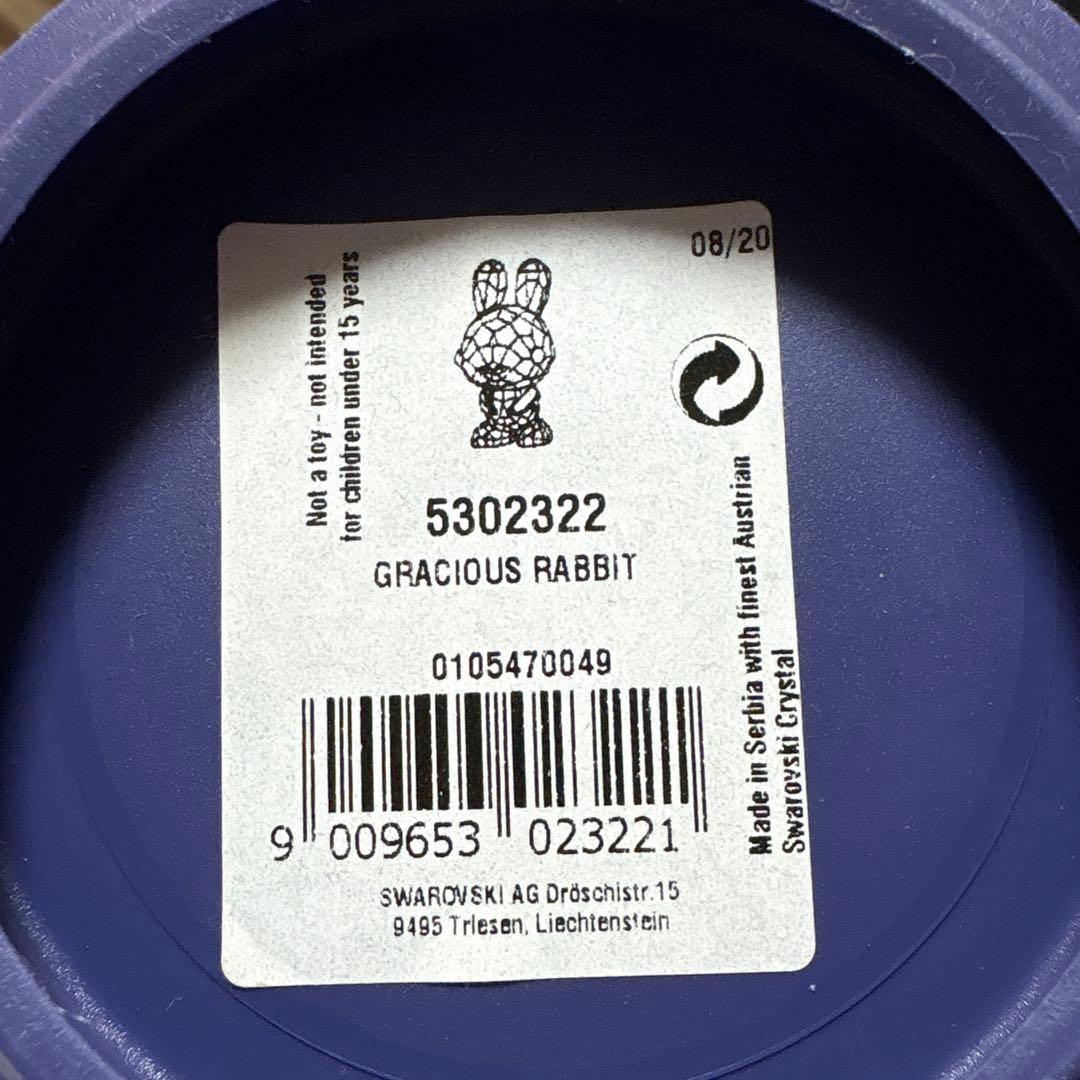 08/20
Not a toy - not intended
for children under 15 years
5302322
GRACIOUS RABBIT
0105470049
9 009653 023221
Made in Serbia with finest Austrian
Swarovski Crystal
SWAROVSKI AG Dröschistr.15
9495 Triesen, Liechtenstein